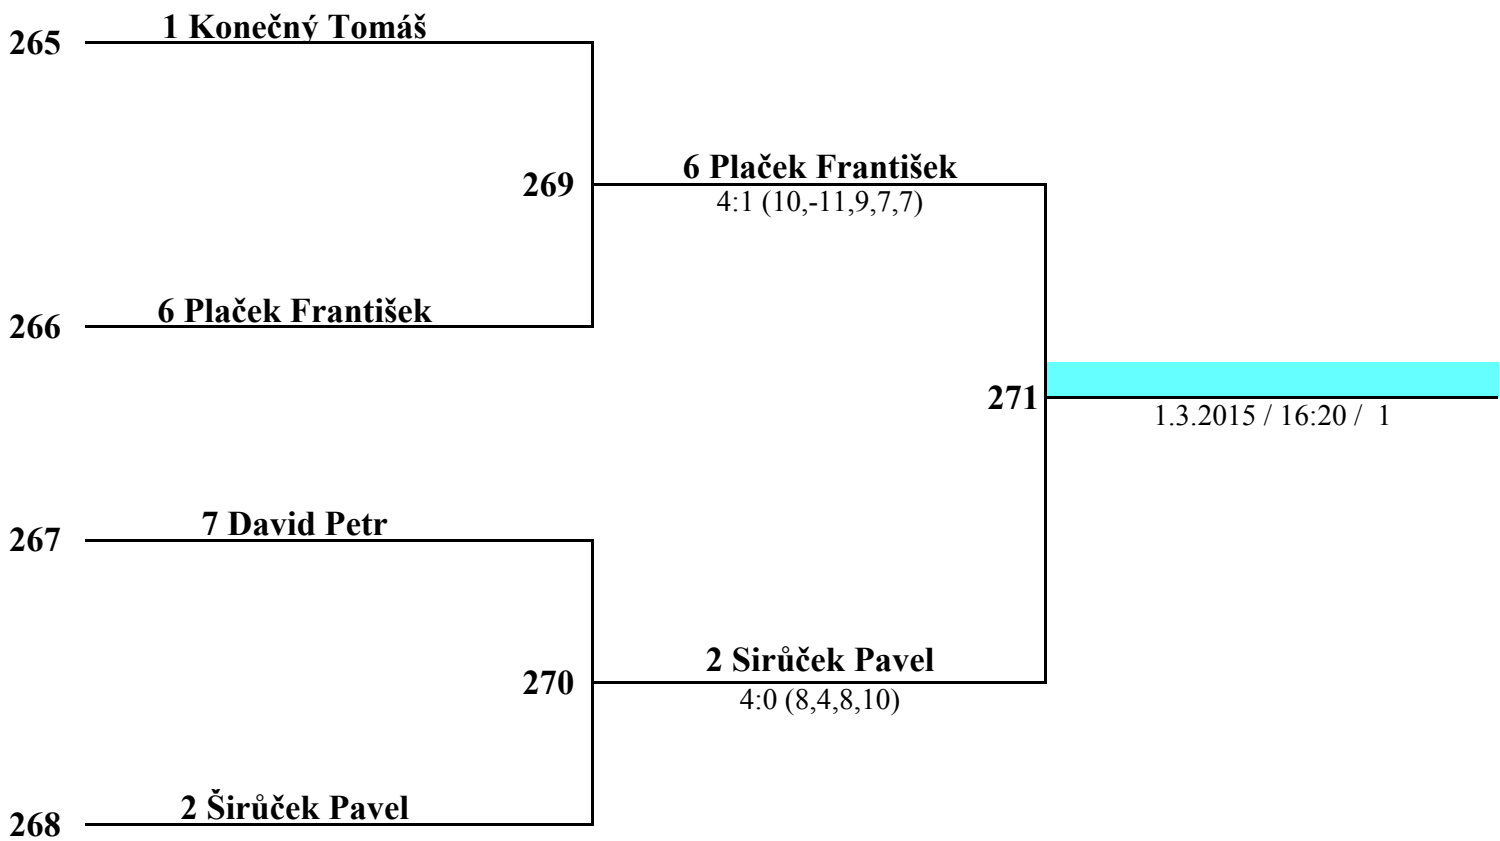 265 1 Konečný Tomáš
269 6 Plaček František
4:1 (10,-11,9,7,7)
266 6 Plaček František
271
1.3.2015 / 16:20 / 1
267 7 David Petr
270 2 Sirůček Pavel
4:0 (8,4,8,10)
268 2 Širůček Pavel